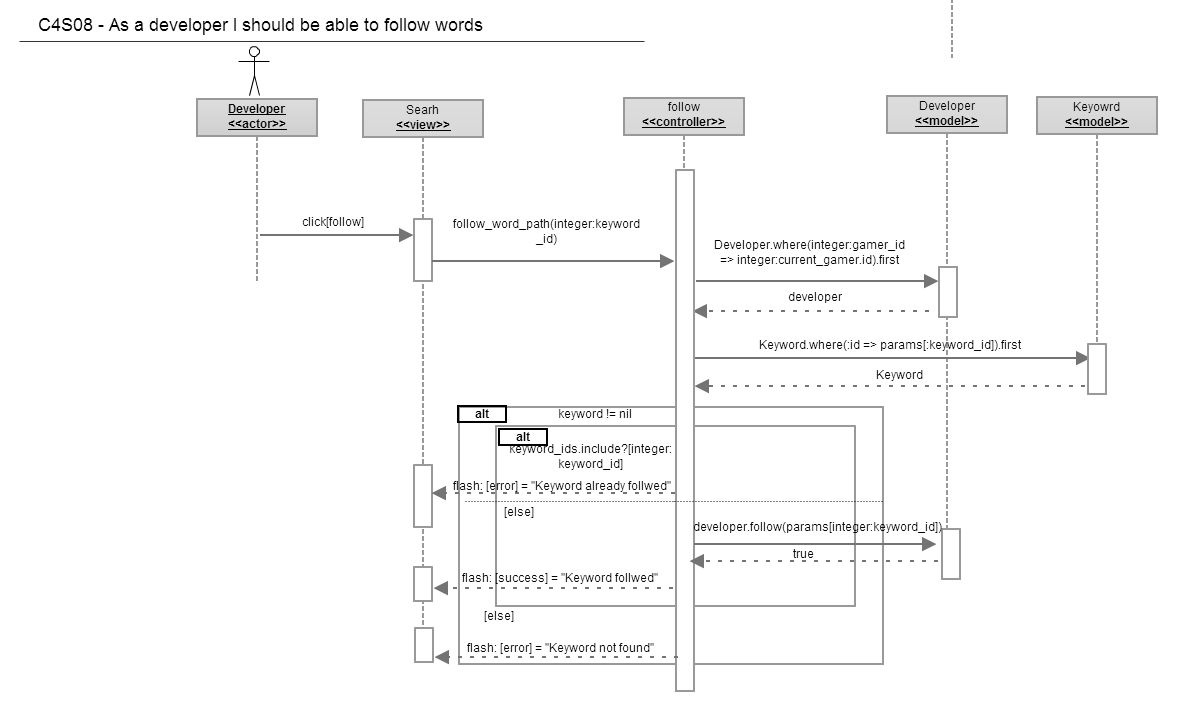 C4S08 - As a developer I should be able to follow words
Developer
<<actor>>
Searh
<<view>>
follow
<<controller>>
Developer
<<model>>
Keyowrd
<<model>>
click[follow]
follow_word_path(integer:keyword
_id)
Developer.where(integer:gamer_id
=> integer:current_gamer.id).first
developer
Keyword.where(:id => params[:keyword_id]).first
Keyword
alt
keyword != nil
alt
keyword_ids.include?[integer:
keyword_id]
flash: [error] = "Keyword already follwed"
[else]
developer.follow(params[integer:keyword_id])
true
flash: [success] = "Keyword follwed"
[else]
flash: [error] = "Keyword not found"